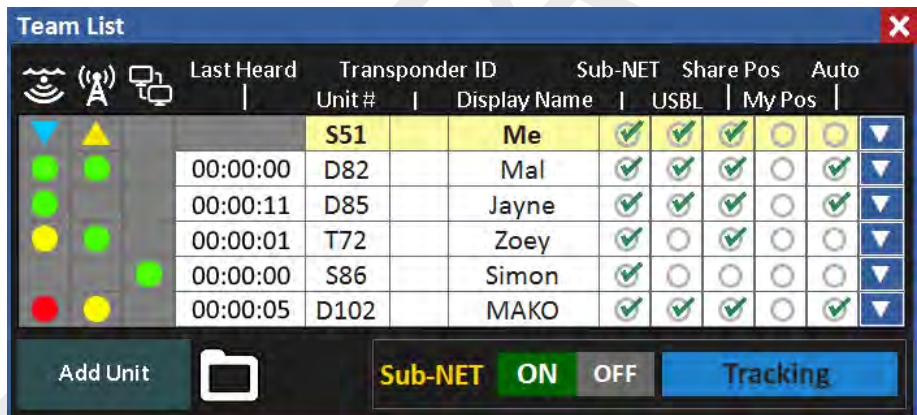 Team List
Last Heard Transponder ID Sub-NET Share Pos Auto
Unit # Display Name USBL My Pos
S51 Me
00:00:00 D82 Mal
00:00:11 D85 Jayne
00:00:01 T72 Zoey
00:00:00 S86 Simon
00:00:05 D102 MAKO
Add Unit Sub-NET ON OFF Tracking